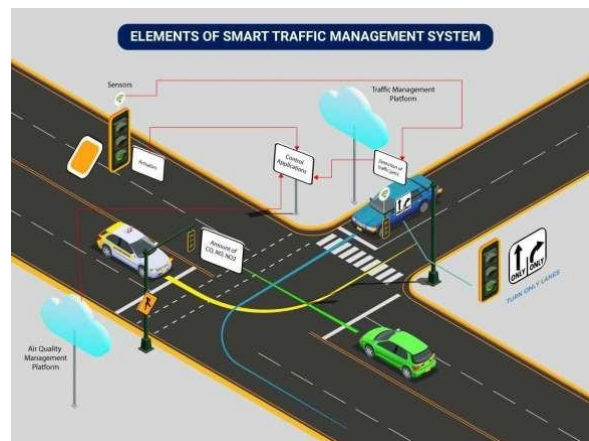 ELEMENTS OF SMART TRAFFIC MANAGEMENT SYSTEM
Sensors
Traffic Management
Platform
Actuators
Control
Applications
Detection of
traffic jams
Amount of
CO, NO, NO2
ONLY ONLY
TURN ONLY LANES
Air Quality
Management
Platform